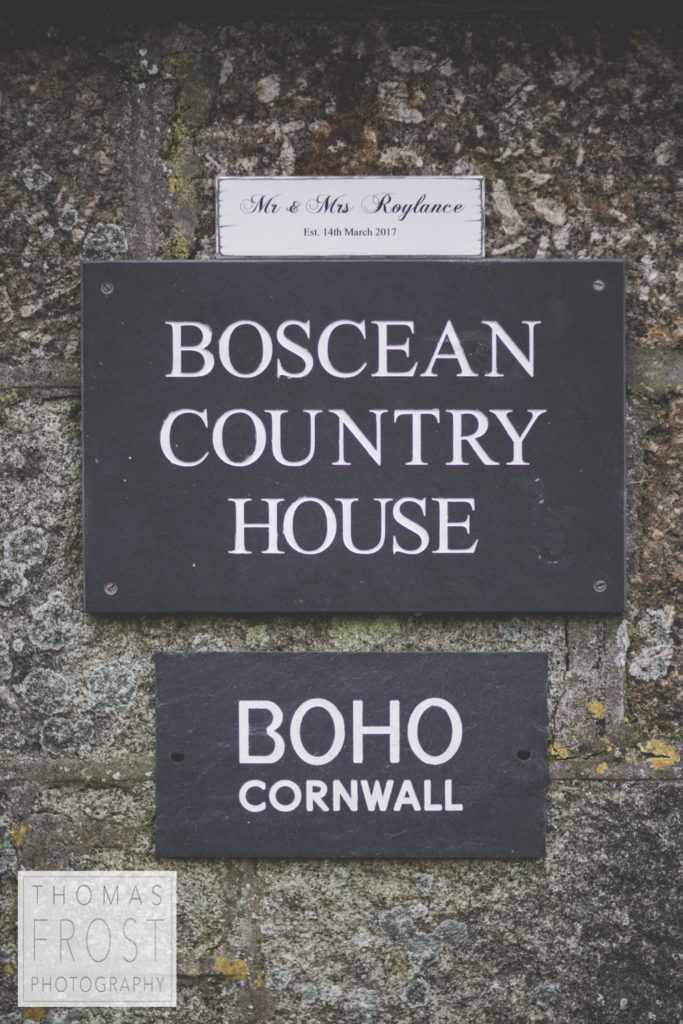 Mr & Mrs Roylance
Est. 14th March 2017
BOSCEAN
COUNTRY
HOUSE
BOHO
CORNWALL
THOMAS
FROST
PHOTOGRAPHY